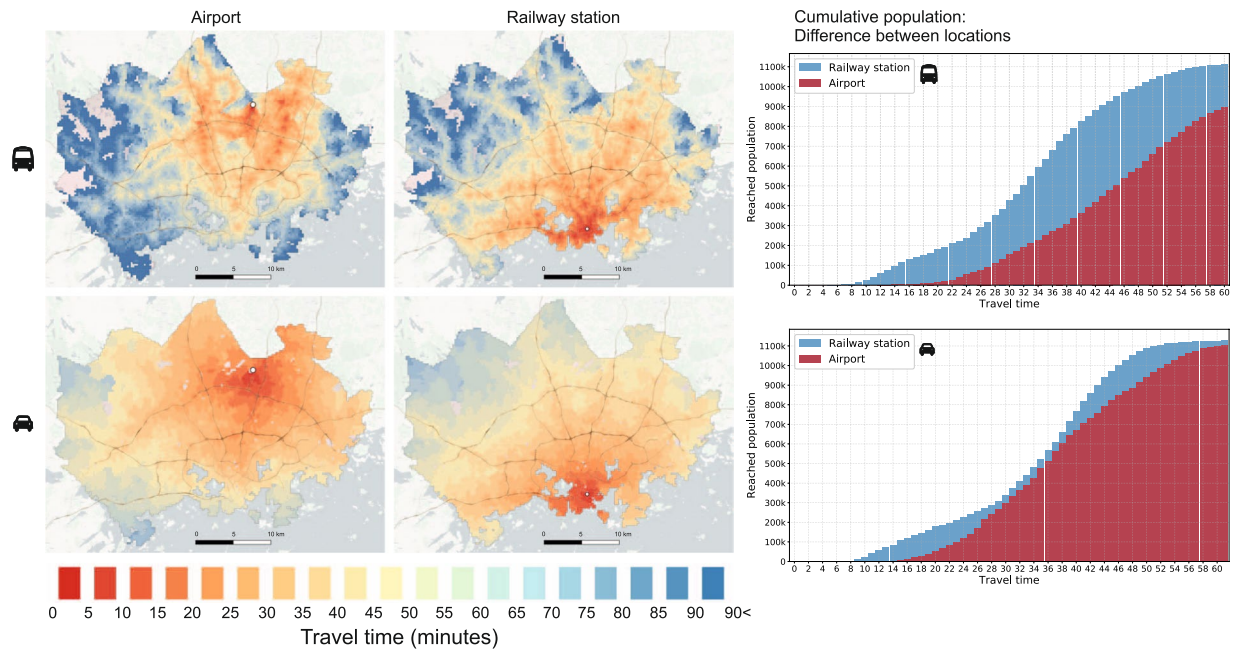 Airport
Railway station
0 5 10 km
0 5 10 km
0 5 10 km
0 5 10 km
0 5 10 15 20 25 30 35 40 45 50 55 60 65 70 75 80 85 90 90<
Travel time (minutes)
Cumulative population:
Difference between locations
Railway station
Airport
1100k
1000k
900k
800k
700k
600k
500k
400k
300k
200k
100k
0
Reached population
0 2 4 6 8 10 12 14 16 18 20 22 24 26 28 30 32 34 36 38 40 42 44 46 48 50 52 54 56 58 60
Travel time
Railway station
Airport
1100k
1000k
900k
800k
700k
600k
500k
400k
300k
200k
100k
0
Reached population
0 2 4 6 8 10 12 14 16 18 20 22 24 26 28 30 32 34 36 38 40 42 44 46 48 50 52 54 56 58 60
Travel time